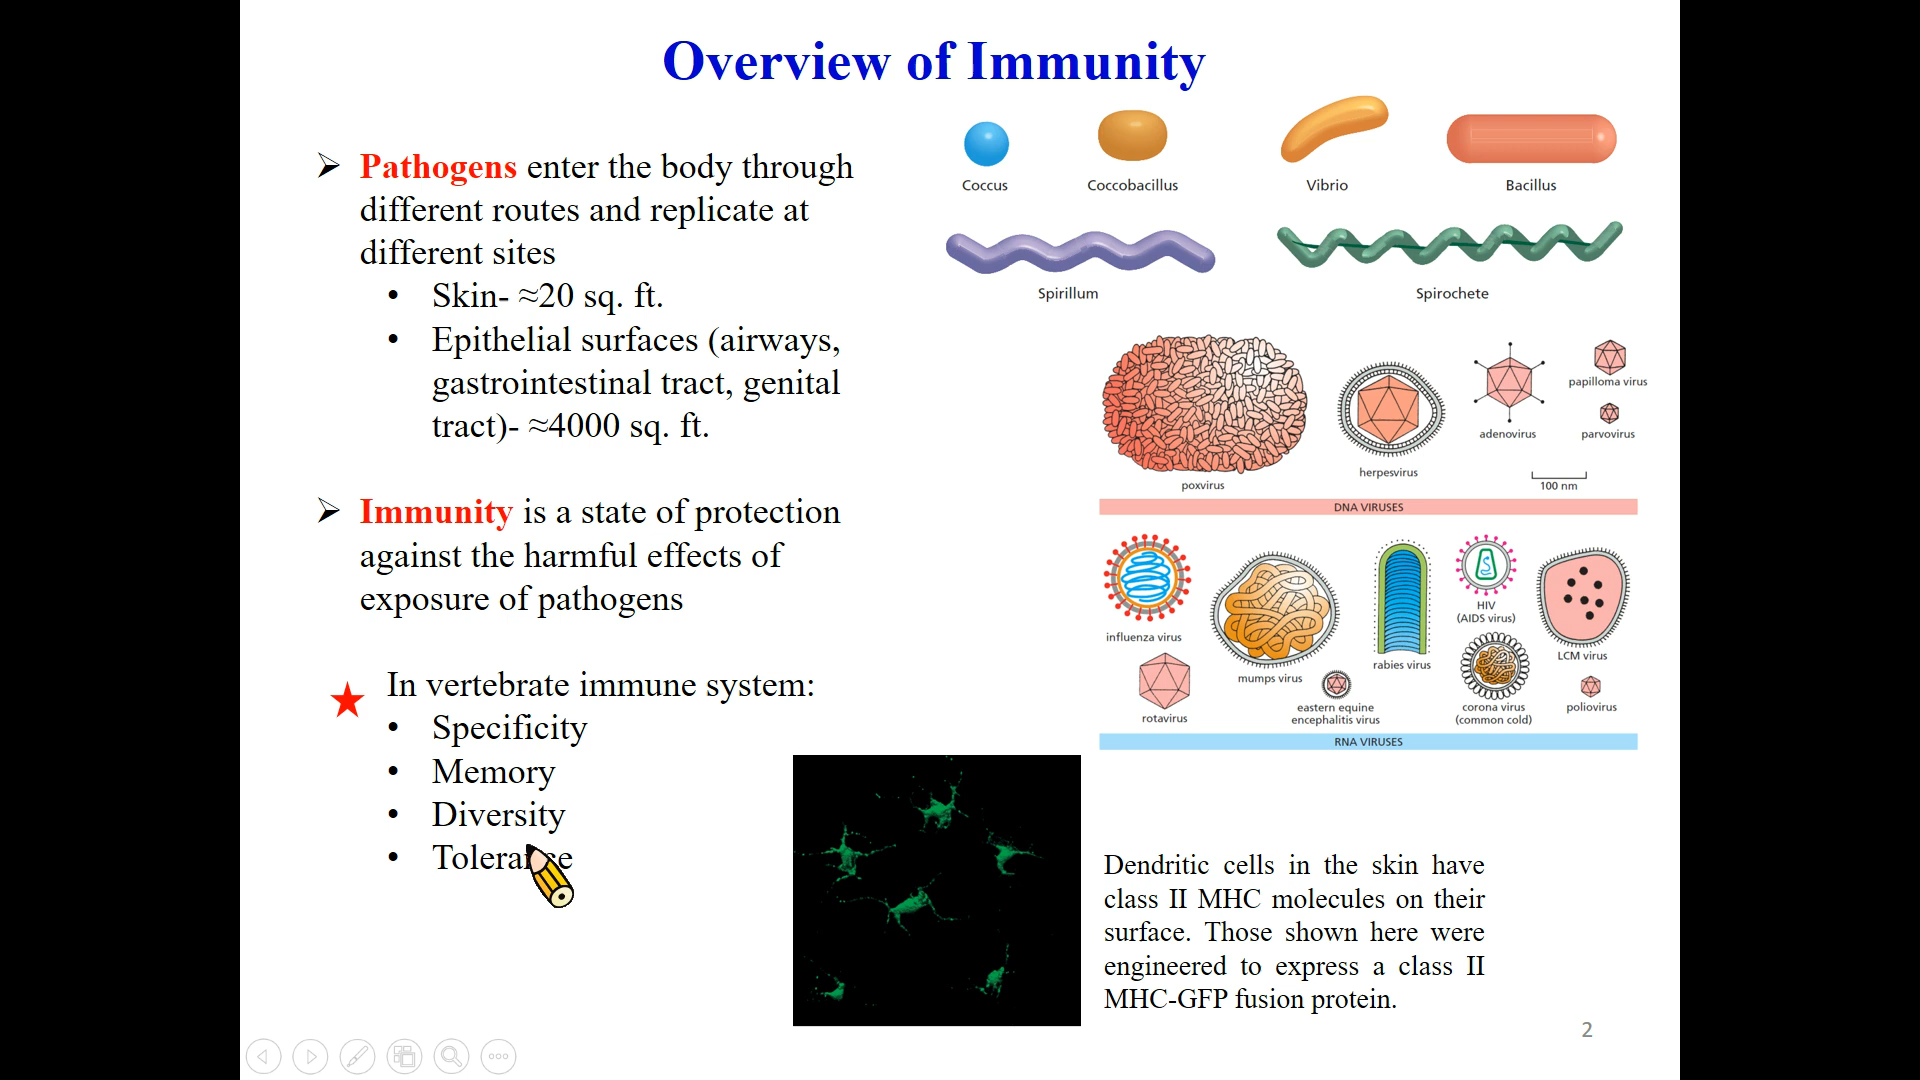 Overview of Immunity
Pathogens enter the body through
different routes and replicate at
different sites
• Skin- ≈20 sq. ft.
• Epithelial surfaces (airways,
gastrointestinal tract, genital
tract)- ≈4000 sq. ft.
Immunity is a state of protection
against the harmful effects of
exposure of pathogens
In vertebrate immune system:
• Specificity
• Memory
• Diversity
• Tolerance
Coccus
Coccobacillus
Vibrio
Bacillus
Spirillum
Spirochete
poxvirus
herpesvirus
adenovirus
papilloma virus
parvovirus
100 nm
DNA VIRUSES
influenza virus
rotavirus
mumps virus
eastern equine
encephalitis virus
rabies virus
HIV
(AIDS virus)
corona virus
(common cold)
LCM virus
poliovirus
RNA VIRUSES
Dendritic cells in the skin have
class II MHC molecules on their
surface. Those shown here were
engineered to express a class II
MHC-GFP fusion protein.
2